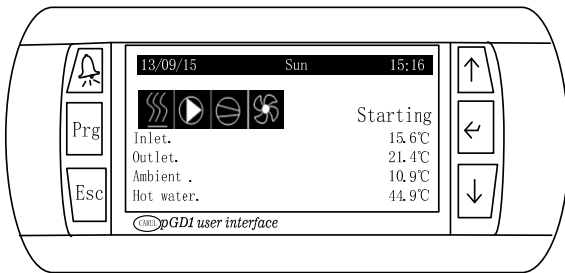 13/09/15 Sun 15:16
Starting
Prg
Inlet. 15.6℃
Outlet. 21.4℃
Ambient . 10.9℃
Esc
Hot water. 44.9℃
CAREL pGD1 user interface